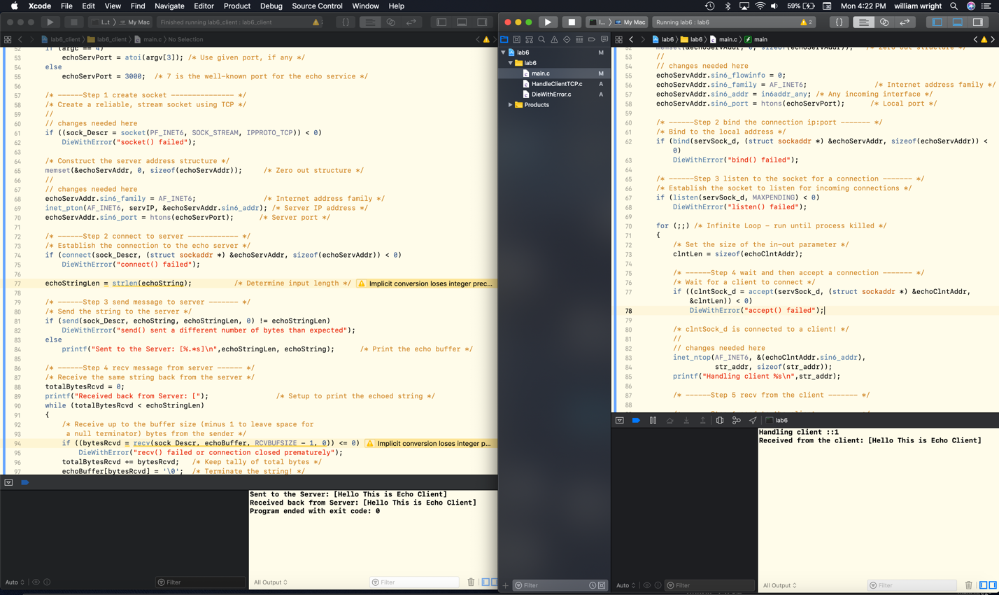 Xcode File Edit View Find Navigate Editor Product Debug Source Control Window Help 59% Mon 4:22 PM william wright
l...t 〉 My Mac Finished running lab6_client : lab6_client
lab6_client 〉 lab6_client 〉 main.c 〉 No Selection
52 if (argc == 4)
53 echoServPort = atoi(argv[3]); /* Use given port, if any */
54 else
55 echoServPort = 3000; /* 7 is the well-known port for the echo service */
56
57 /* ------Step 1 create socket --------------- */
58 /* Create a reliable, stream socket using TCP */
59 //
60 // changes needed here
61 if ((sock_Descr = socket(PF_INET6, SOCK_STREAM, IPPROTO_TCP)) < 0)
62 DieWithError("socket() failed");
63
64 /* Construct the server address structure */
65 memset(&echoServAddr, 0, sizeof(echoServAddr)); /* Zero out structure */
66 //
67 // changes needed here
68 echoServAddr.sin6_family = AF_INET6; /* Internet address family */
69 inet_pton(AF_INET6, servIP, &echoServAddr.sin6_addr); /* Server IP address */
70 echoServAddr.sin6_port = htons(echoServPort); /* Server port */
71
72 /* ------Step 2 connect to server ------------ */
73 /* Establish the connection to the echo server */
74 if (connect(sock_Descr, (struct sockaddr *) &echoServAddr, sizeof(echoServAddr)) < 0)
75 DieWithError("connect() failed");
76
77 echoStringLen = strlen(echoString); /* Determine input length */ Implicit conversion loses integer prec...
78
79 /* ------Step 3 send message to server ------- */
80 /* Send the string to the server */
81 if (send(sock_Descr, echoString, echoStringLen, 0) != echoStringLen)
82 DieWithError("send() sent a different number of bytes than expected");
83 else
84 printf("Sent to the Server: [%.*s]\n",echoStringLen, echoString); /* Print the echo buffer */
85
86 /* ------Step 4 recv message from server ------ */
87 /* Receive the same string back from the server */
88 totalBytesRcvd = 0;
89 printf("Received back from Server: ["); /* Setup to print the echoed string */
90 while (totalBytesRcvd < echoStringLen)
91 {
92 /* Receive up to the buffer size (minus 1 to leave space for
93 a null terminator) bytes from the sender */
94 if ((bytesRcvd = recv(sock_Descr, echoBuffer, RCVBUFSIZE - 1, 0)) <= 0) Implicit conversion loses integer p...
95 DieWithError("recv() failed or connection closed prematurely");
96 totalBytesRcvd += bytesRcvd; /* Keep tally of total bytes */
97 echoBuffer[bytesRcvd] = '\0'; /* Terminate the string! */
Sent to the Server: [Hello This is Echo Client]
Received back from Server: [Hello This is Echo Client]
Program ended with exit code: 0
Auto Filter All Output Filter
l... 〉 My Mac Running lab6 : lab6 2
lab6 M
lab6
main.c M
HandleClientTCP.c A
DieWithError.c A
Products
Filter
lab6 〉 lab6 〉 main.c 〉 main
52 memset(&echoServAddr, 0, sizeof(echoServAddr)); /* Zero out structure */
53 //
54 // changes needed here
55 echoServAddr.sin6_flowinfo = 0;
56 echoServAddr.sin6_family = AF_INET6; /* Internet address family */
57 echoServAddr.sin6_addr = in6addr_any; /* Any incoming interface */
58 echoServAddr.sin6_port = htons(echoServPort); /* Local port */
59
60 /* ------Step 2 bind the connection ip:port ------- */
61 /* Bind to the local address */
62 if (bind(servSock_d, (struct sockaddr *) &echoServAddr, sizeof(echoServAddr)) <
0)
63 DieWithError("bind() failed");
64
65 /* ------Step 3 listen to the socket for a connection ------- */
66 /* Establish the socket to listen for incoming connections */
67 if (listen(servSock_d, MAXPENDING) < 0)
68 DieWithError("listen() failed");
69
70 for (;;) /* Infinite Loop - run until process killed */
71 {
72 /* Set the size of the in-out parameter */
73 clntLen = sizeof(echoClntAddr);
74
75 /* ------Step 4 wait and then accept a connection ------- */
76 /* Wait for a client to connect */
77 if ((clntSock_d = accept(servSock_d, (struct sockaddr *) &echoClntAddr,
&clntLen)) < 0)
78 DieWithError("accept() failed");
79
80 /* clntSock_d is connected to a client! */
81 //
82 // changes needed here
83 inet_ntop(AF_INET6, &(echoClntAddr.sin6_addr),
84 str_addr, sizeof(str_addr));
85 printf("Handling client %s\n",str_addr);
86
87 /* ------Step 5 recv from the client ------- */
88
lab6
Handling client ::1
Received from the client: [Hello This is Echo Client]
Auto Filter All Output Filter